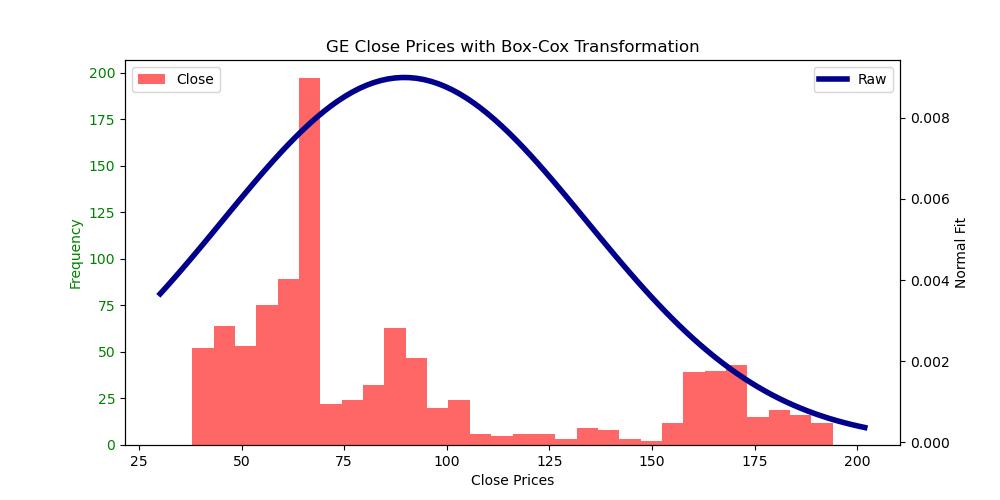 GE Close Prices with Box-Cox Transformation
Close
Raw
Frequency
200
175
150
125
100
75
50
25
0
0.008
0.006
0.004
0.002
0.000
Normal Fit
25 50 75 100 125 150 175 200
Close Prices